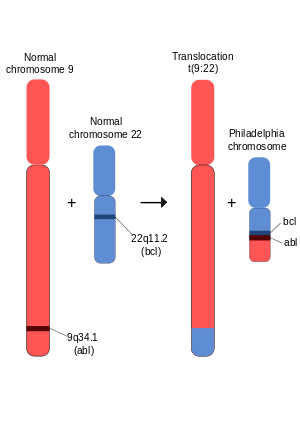 Normal
chromosome 9
Normal
chromosome 22
Translocation
t(9:22)
Philadelphia
chromosome
+
+
22q11.2
(bcl)
9q34.1
(abl)
bcl
abl